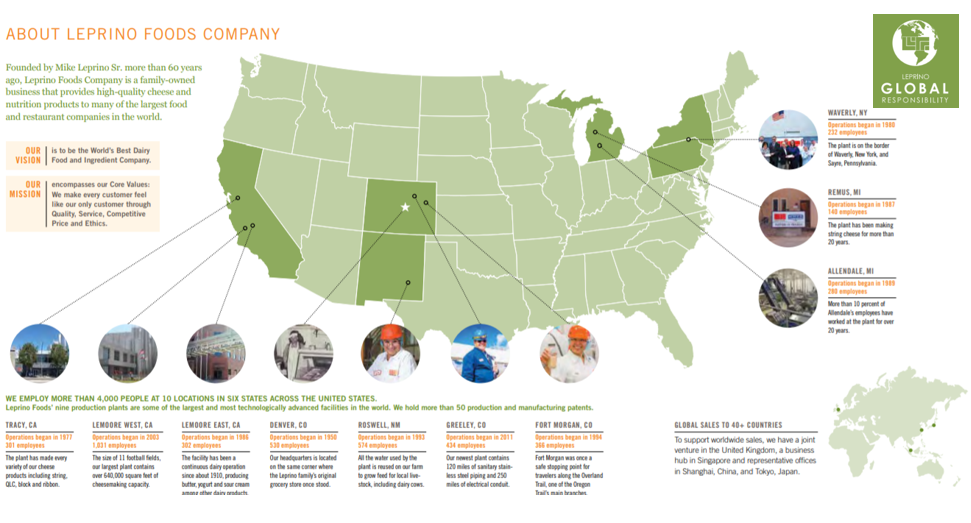 ABOUT LEPRINO FOODS COMPANY
Founded by Mike Leprino Sr. more than 60 years
ago, Leprino Foods Company is a family-owned
business that provides high-quality cheese and
nutrition products to many of the largest food
and restaurant companies in the world.
OUR VISION
is to be the World's Best Dairy
Food and Ingredient Company.
OUR MISSION
encompasses our Core Values:
We make every customer feel
like our only customer through
Quality, Service, Competitive
Price and Ethics.
LEPRINO
GLOBAL
RESPONSIBILITY
WAVERLY, NY
Operations began in 1980
232 employees
The plant is on the border
of Waverly, New York, and
Sayre, Pennsylvania.
REMUS, MI
Operations began in 1987
140 employees
The plant has been making
string cheese for more than
20 years.
ALLENDALE, MI
Operations began in 1989
280 employees
More than 10 percent of
Allendale's employees have
worked at the plant for over
20 years.
WE EMPLOY MORE THAN 4,000 PEOPLE AT 10 LOCATIONS IN SIX STATES ACROSS THE UNITED STATES.
Leprino Foods' nine production plants are some of the largest and most technologically advanced facilities in the world. We hold more than 50 production and manufacturing patents.
TRACY, CA
Operations began in 1977
301 employees
The plant has made every
variety of our cheese
products including string,
QLC, block and ribbon.
LEMOORE WEST, CA
Operations began in 2003
1,031 employees
The size of 11 football fields,
our largest plant contains
over 640,000 square feet of
cheesemaking capacity.
LEMOORE EAST, CA
Operations began in 1986
302 employees
The facility has been a
continuous dairy operation
since about 1910, producing
butter, yogurt and sour cream
among other dairy products.
DENVER, CO
Operations began in 1950
530 employees
Our headquarters is located
on the same corner where
the Leprino family's original
grocery store once stood.
ROSWELL, NM
Operations began in 1993
574 employees
All the water used by the
plant is reused on our farm
to grow feed for local live-
stock, including dairy cows.
GREELEY, CO
Operations began in 2011
434 employees
Our newest plant contains
120 miles of sanitary stain-
less steel piping and 250
miles of electrical conduit.
FORT MORGAN, CO
Operations began in 1994
366 employees
Fort Morgan was once a
safe stopping point for
travelers along the Overland
Trail, one of the Oregon
Trail's main branches.
GLOBAL SALES TO 40+ COUNTRIES
To support worldwide sales, we have a joint
venture in the United Kingdom, a business
hub in Singapore and representative offices
in Shanghai, China, and Tokyo, Japan.